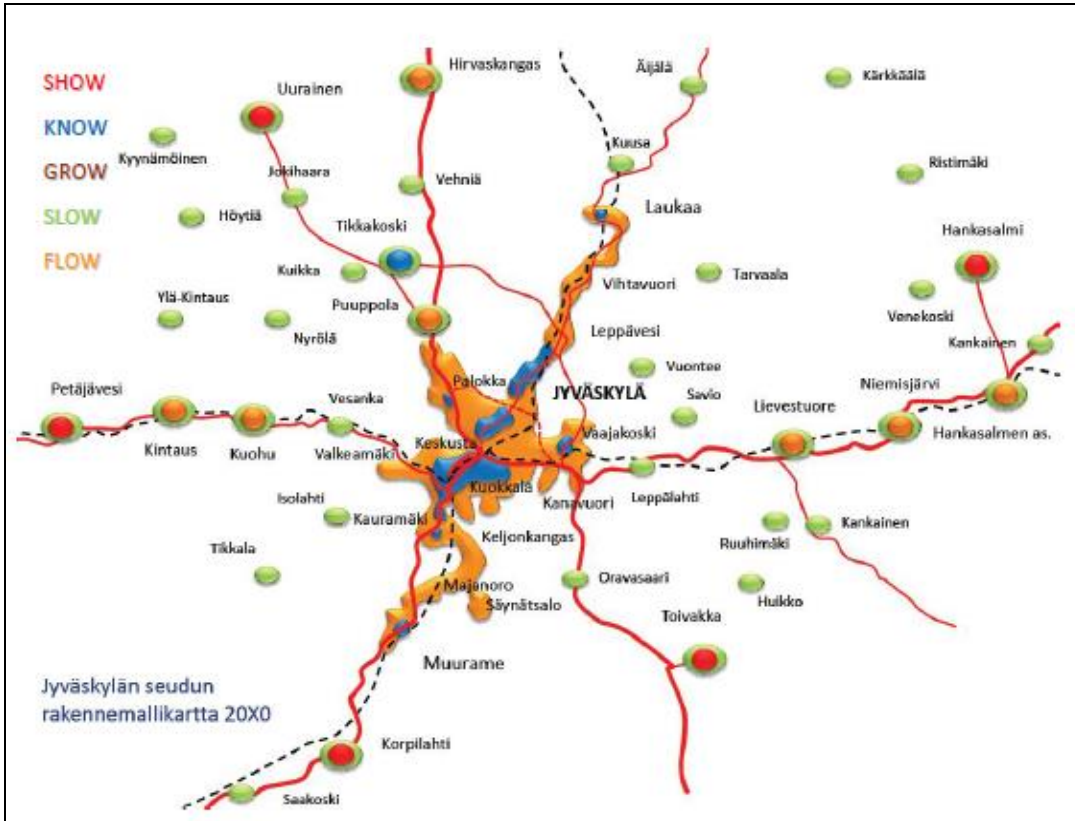 SHOW
KNOW
GROW
SLOW
FLOW
Hirvaskangas
Äijälä
Kärkkäälä
Uurainen
Kyynämöinen
Kuusa
Jokihaara
Vehniä
Ristimäki
Höytiä
Laukaa
Tikkakoski
Hankasalmi
Kuikka
Tarvaala
Vihtavuori
Ylä-Kintaus
Puuppola
Venekoski
Nyrölä
Leppävesi
Kankainen
Vuontee
Palokka
Niemisjärvi
Petäjävesi
Vesanka
JYVÄSKYLÄ
Savio
Lievestuore
Kintaus
Kuohu
Valkeamäki
Keskusta
Vaajakoski
Hankasalmen as.
Kuokkala
Kanavuori
Leppälahti
Isolahti
Kauramäki
Keljonkangas
Ruuhimäki
Kankainen
Tikkala
Majanoro
Oravasaari
Huikko
Säynätsalo
Toivakka
Muurame
Jyväskylän seudun
rakennemallikartta 20X0
Korpilahti
Saakoski